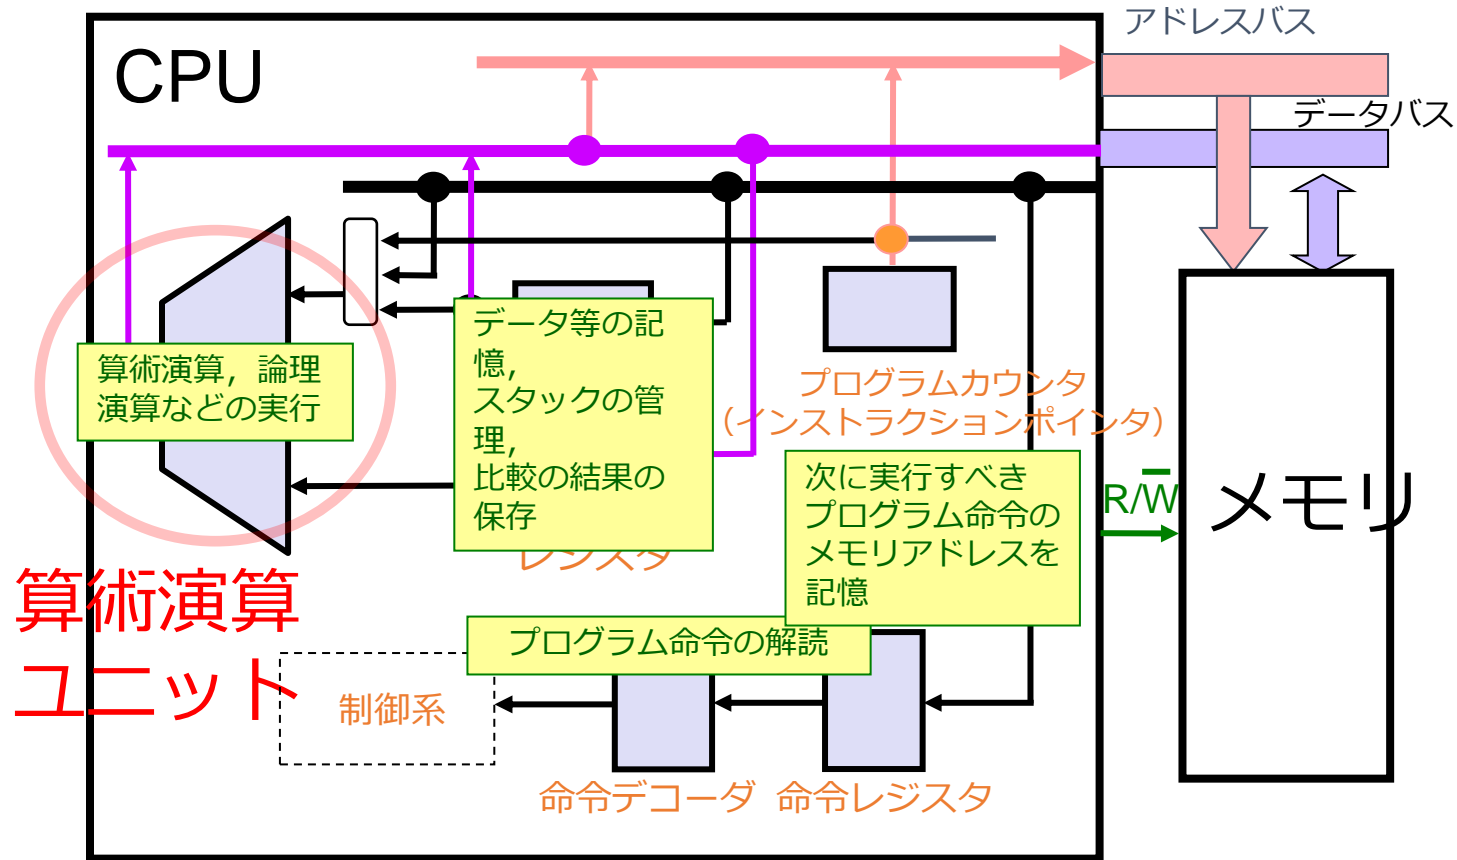 アドレスバス
CPU
データバス
算術演算，論理
演算などの実行
データ等の記
憶，
スタックの管
理，
比較の結果の
保存
レジスタ
プログラムカウンタ
（インストラクションポインタ）
次に実行すべき
プログラム命令の
メモリアドレスを
記憶
R/W̅
メモリ
算術演算
ユニット
プログラム命令の解読
制御系
命令デコーダ
命令レジスタ